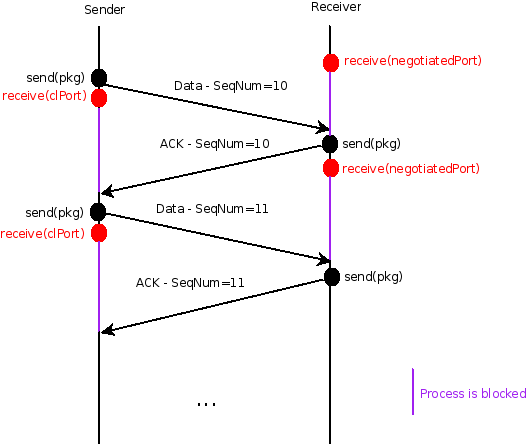 Sender
Receiver
receive(negotiatedPort)
send(pkg)
receive(clPort)
Data - SeqNum=10
ACK - SeqNum=10
send(pkg)
receive(negotiatedPort)
send(pkg)
Data - SeqNum=11
receive(clPort)
send(pkg)
ACK - SeqNum=11
Process is blocked
...